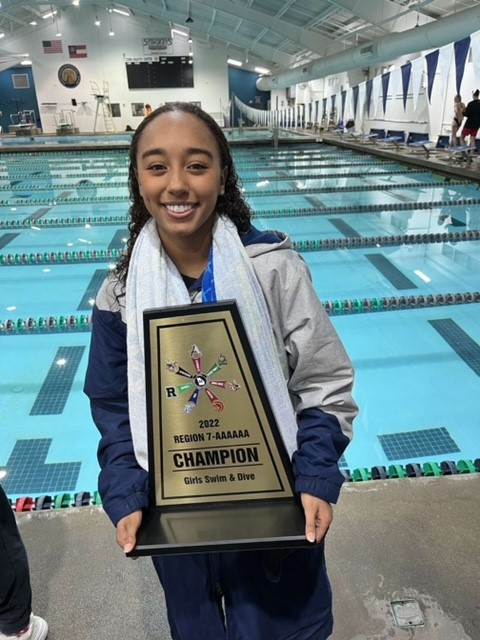 R
2022
REGION 7-AAAAAA
CHAMPION
Girls Swim & Dive